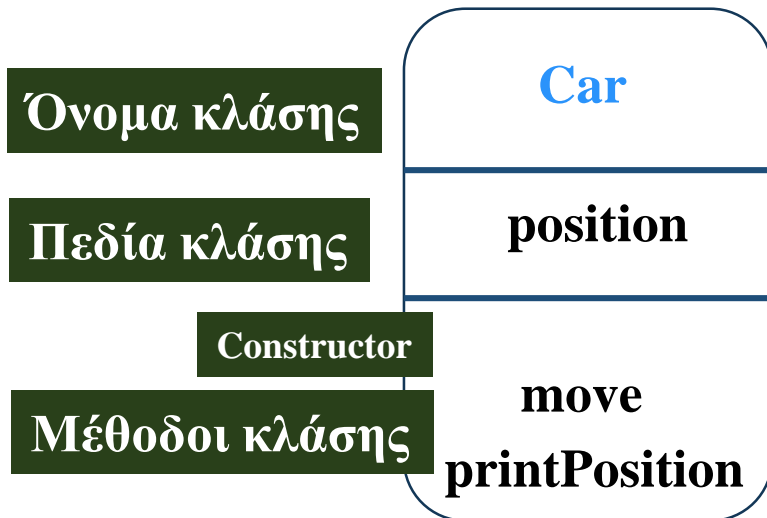 Όνομα κλάσης
Car
Πεδία κλάσης
position
Constructor
Μέθοδοι κλάσης
move
printPosition